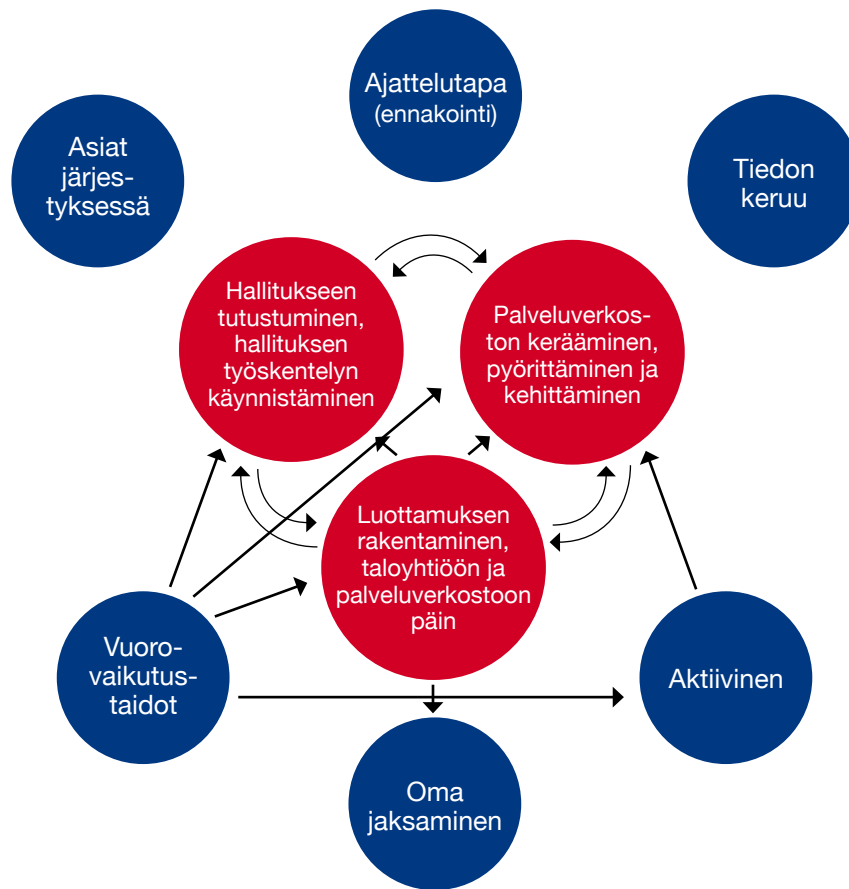 Ajattelutapa
(ennakointi)
Asiat
järjes-
tyksessä
Tiedon
keruu
Hallitukseen
tutustuminen,
hallituksen
työskentelyn
käynnistäminen
Palveluverkos-
ton kerääminen,
pyörittäminen ja
kehittäminen
Luottamuksen
rakentaminen,
taloyhtiöön ja
palveluverkostoon
päin
Vuoro-
vaikutus-
taidot
Aktiivinen
Oma
jaksaminen